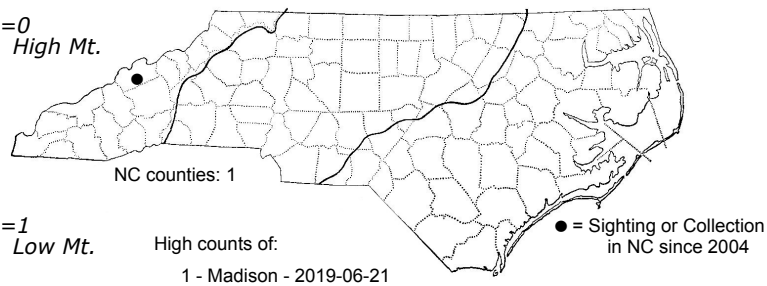 =0
High Mt.
NC counties: 1
=1
Low Mt.
High counts of:
1 - Madison - 2019-06-21
● = Sighting or Collection
in NC since 2004